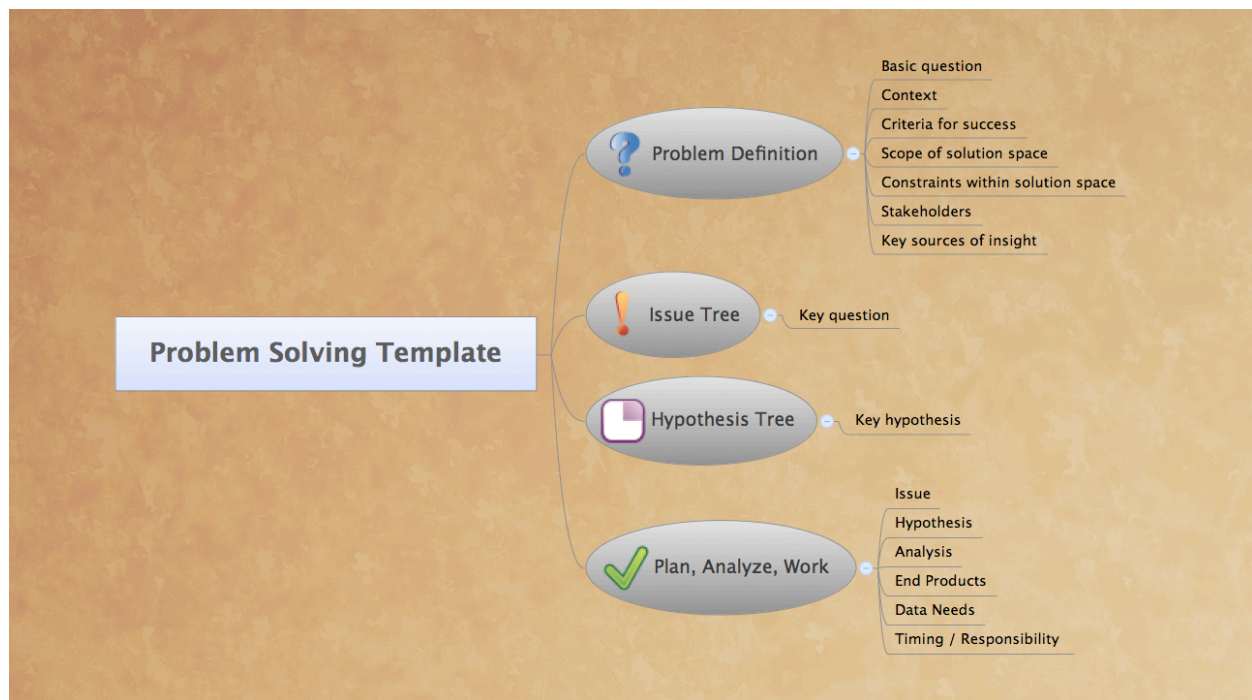 Problem Solving Template
Problem Definition
Basic question
Context
Criteria for success
Scope of solution space
Constraints within solution space
Stakeholders
Key sources of insight
Issue Tree
Key question
Hypothesis Tree
Key hypothesis
Plan, Analyze, Work
Issue
Hypothesis
Analysis
End Products
Data Needs
Timing / Responsibility